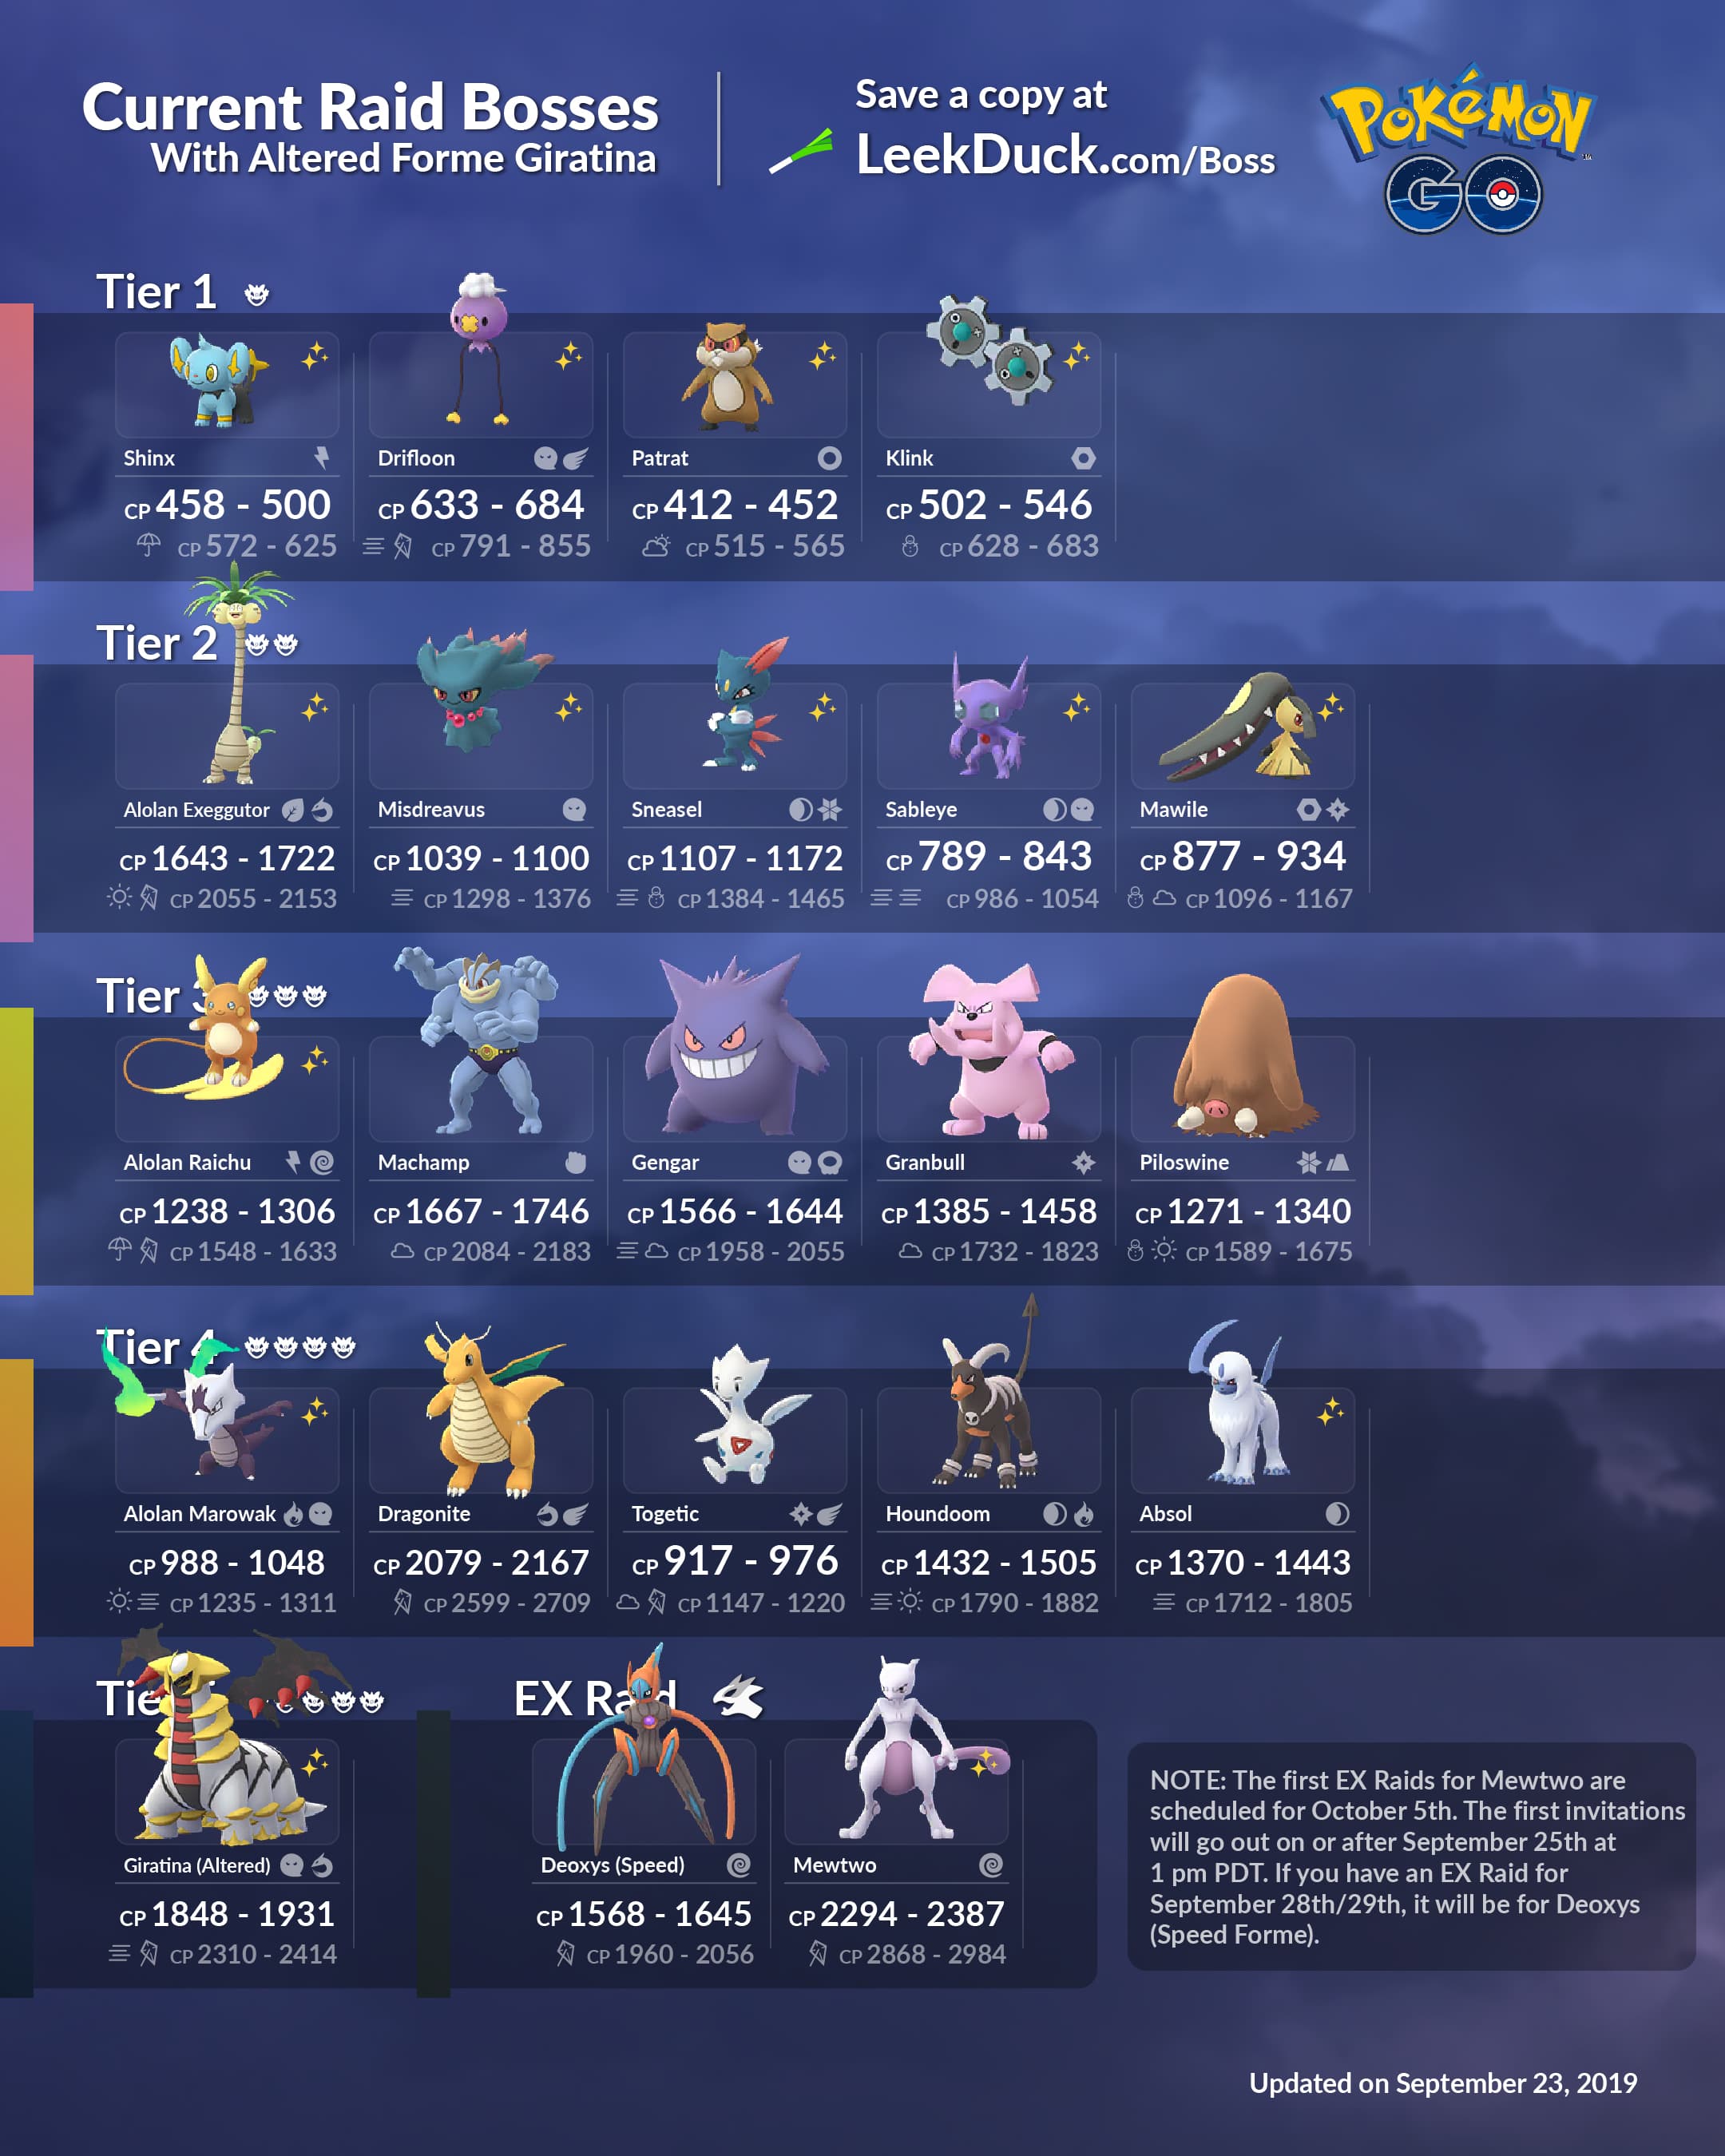 Current Raid Bosses
With Altered Forme Giratina
Save a copy at
LeekDuck.com/Boss
POKéMON
GO
Tier 1
Shinx
CP 458 - 500
CP 572 - 625
Drifloon
CP 633 - 684
CP 791 - 855
Patrat
CP 412 - 452
CP 515 - 565
Klink
CP 502 - 546
CP 628 - 683
Tier 2
Alolan Exeggutor
CP 1643 - 1722
CP 2055 - 2153
Misdreavus
CP 1039 - 1100
CP 1298 - 1376
Sneasel
CP 1107 - 1172
CP 1384 - 1465
Sableye
CP 789 - 843
CP 986 - 1054
Mawile
CP 877 - 934
CP 1096 - 1167
Tier 3
Alolan Raichu
CP 1238 - 1306
CP 1548 - 1633
Machamp
CP 1667 - 1746
CP 2084 - 2183
Gengar
CP 1566 - 1644
CP 1958 - 2055
Granbull
CP 1385 - 1458
CP 1732 - 1823
Piloswine
CP 1271 - 1340
CP 1589 - 1675
Tier 4
Alolan Marowak
CP 988 - 1048
CP 1235 - 1311
Dragonite
CP 2079 - 2167
CP 2599 - 2709
Togetic
CP 917 - 976
CP 1147 - 1220
Houndoom
CP 1432 - 1505
CP 1790 - 1882
Absol
CP 1370 - 1443
CP 1712 - 1805
Tie
Giratina (Altered)
CP 1848 - 1931
CP 2310 - 2414
EX Raid
Deoxys (Speed)
CP 1568 - 1645
CP 1960 - 2056
Mewtwo
CP 2294 - 2387
CP 2868 - 2984
NOTE: The first EX Raids for Mewtwo are
scheduled for October 5th. The first invitations
will go out on or after September 25th at
1 pm PDT. If you have an EX Raid for
September 28th/29th, it will be for Deoxys
(Speed Forme).
Updated on September 23, 2019